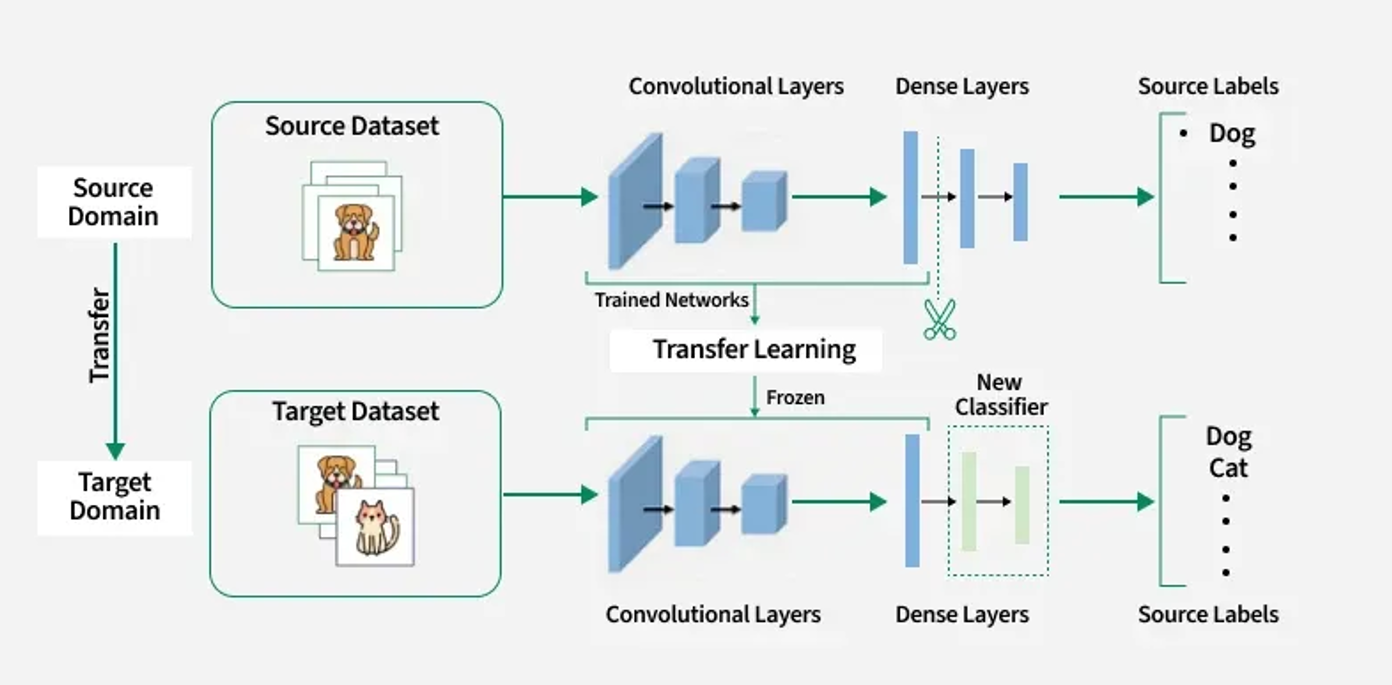 Convolutional Layers
Dense Layers
Source Labels
Source Dataset
• Dog
Source
Domain
Transfer
Trained Networks
Transfer Learning
Frozen
New
Classifier
Target Dataset
Dog
Cat
Target
Domain
Convolutional Layers
Dense Layers
Source Labels